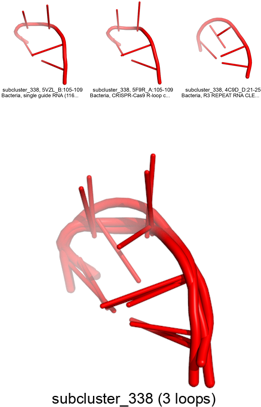 subcluster_338, 5VZL_B:105-109
Bacteria, single guide RNA (116...
subcluster_338, 5F9R_A:105-109
Bacteria, CRISPR-Cas9 R-loop c...
subcluster_338, 4C9D_D:21-25
Bacteria, R3 REPEAT RNA CLE...
subcluster_338 (3 loops)